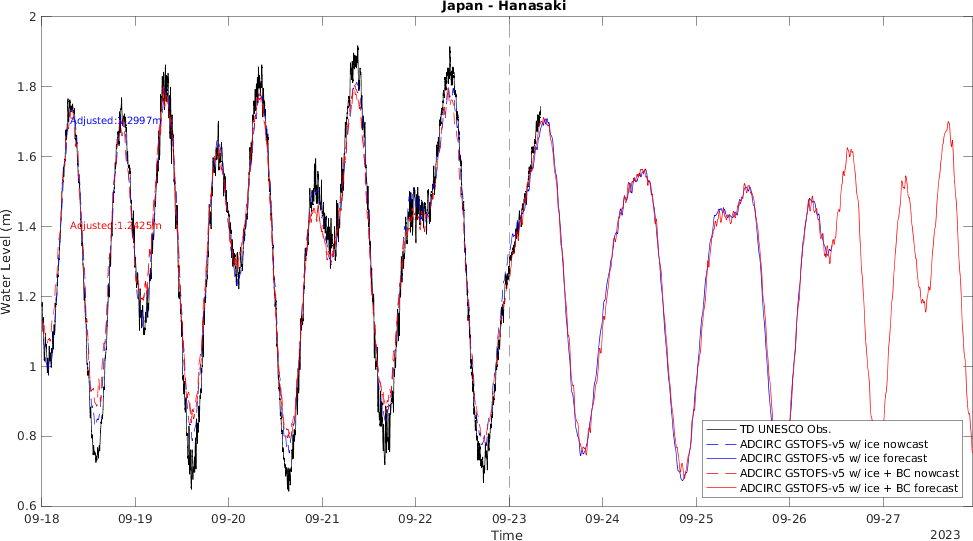 Japan - Hanasaki
2
1.8
1.6
1.4
1.2
1
0.8
0.6
Water Level (m)
Adjusted:1.2997m
Adjusted:1.2425m
TD UNESCO Obs.
ADCIRC GSTOFS-v5 w/ ice nowcast
ADCIRC GSTOFS-v5 w/ ice forecast
ADCIRC GSTOFS-v5 w/ ice + BC nowcast
ADCIRC GSTOFS-v5 w/ ice + BC forecast
09-18 09-19 09-20 09-21 09-22 09-23 09-24 09-25 09-26 09-27
Time
2023